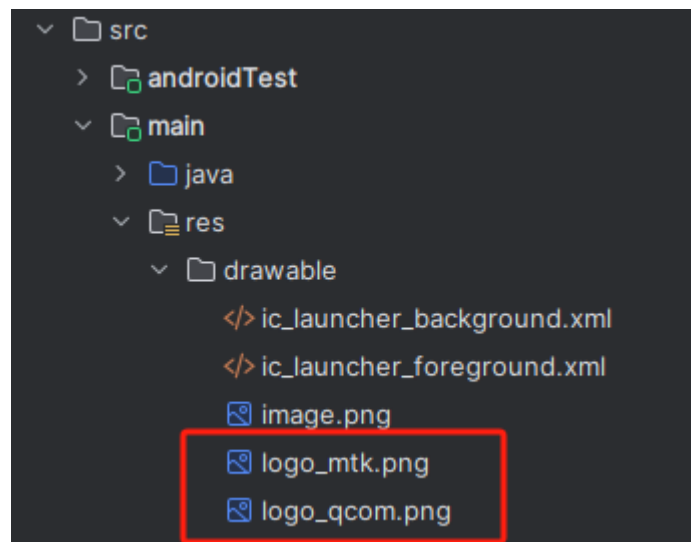 src
androidTest
main
java
res
drawable
ic_launcher_background.xml
ic_launcher_foreground.xml
image.png
logo_mtk.png
logo_qcom.png